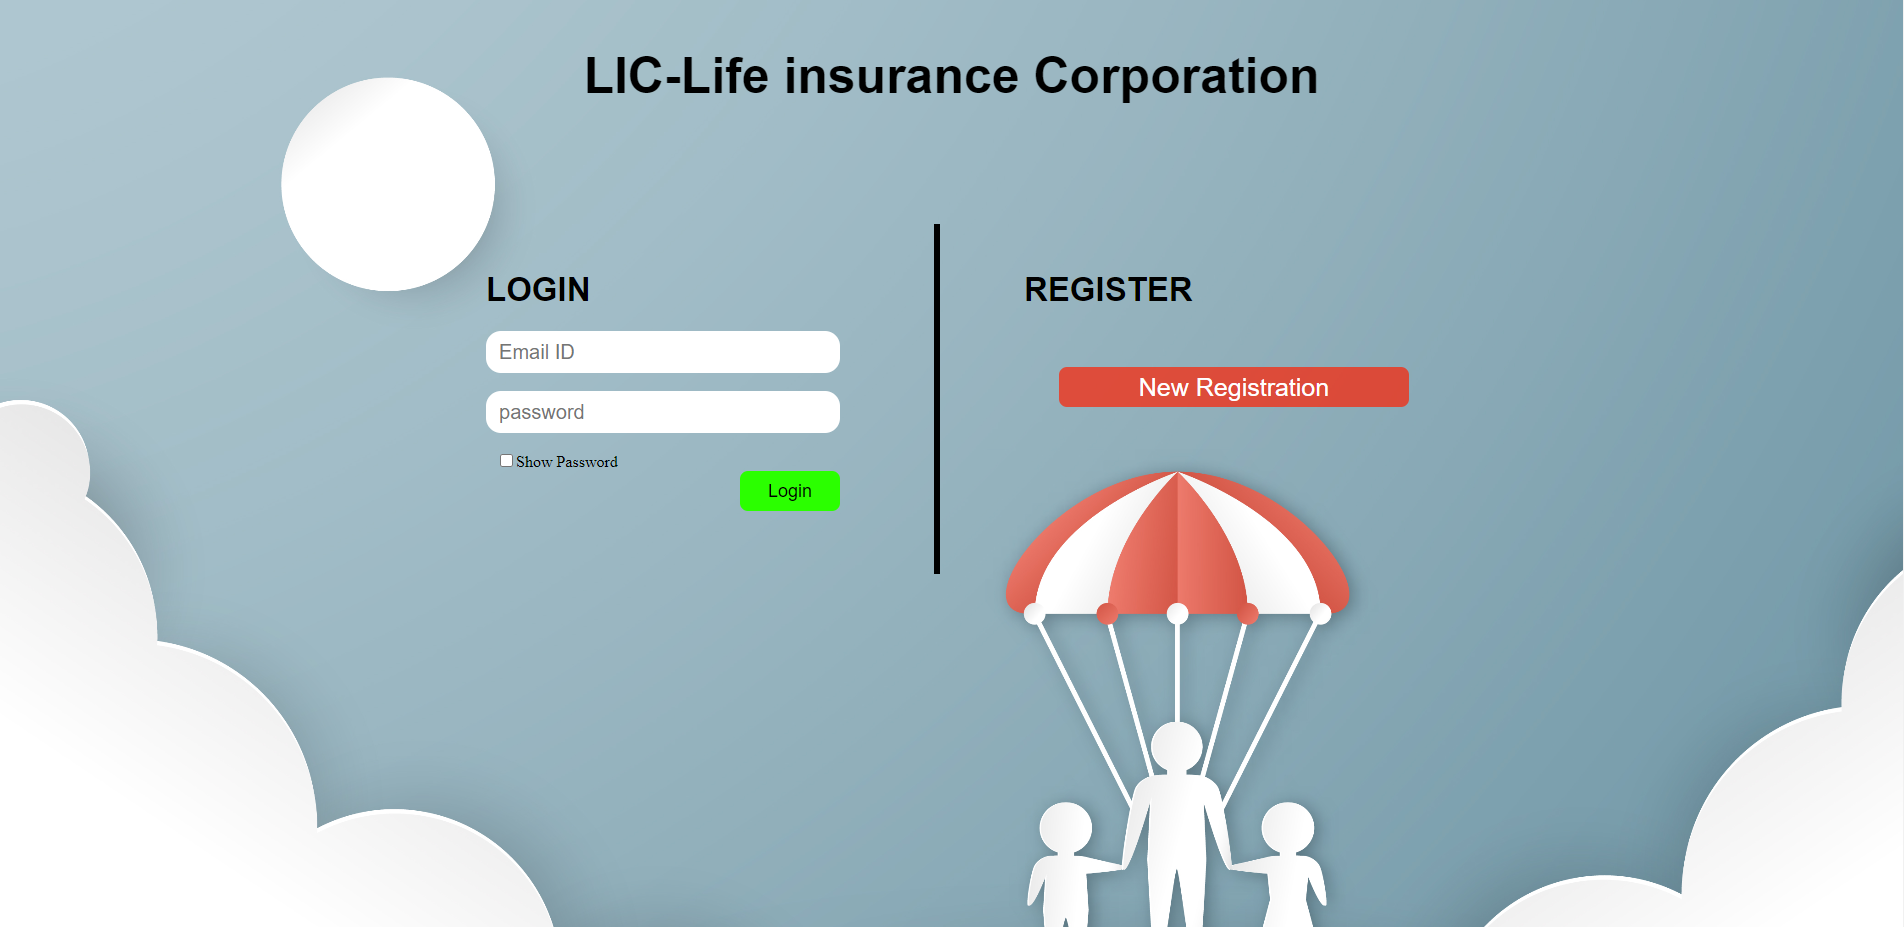 LIC-Life insurance Corporation
LOGIN
Email ID
password
Show Password
Login
REGISTER
New Registration